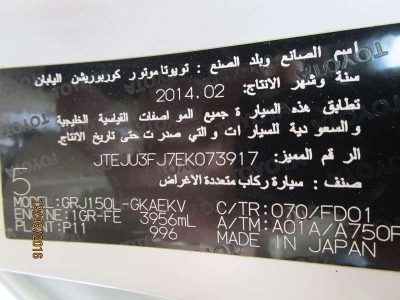 اسم الصانع وبلد الصنع : تويوتا موتور كوربوريشن اليابان
سنة وشهر الانتاج: 2014.02
تطابق هذه السيارة جميع المواصفات القياسية الخليجية
والسعودية للسيارات والتي صدرت حتى تاريخ الانتاج.
الرقم المميز: JTEJU3FJ7EK073917
صنف: سيارة ركاب متعددة الاغراض
5
MODEL:GRJ150L-GKAEKV C/TR:070/FD01
ENGINE:1GR-FE 3956mL A/TM:A01A/A750F
PLANT:P11 996 MADE IN JAPAN